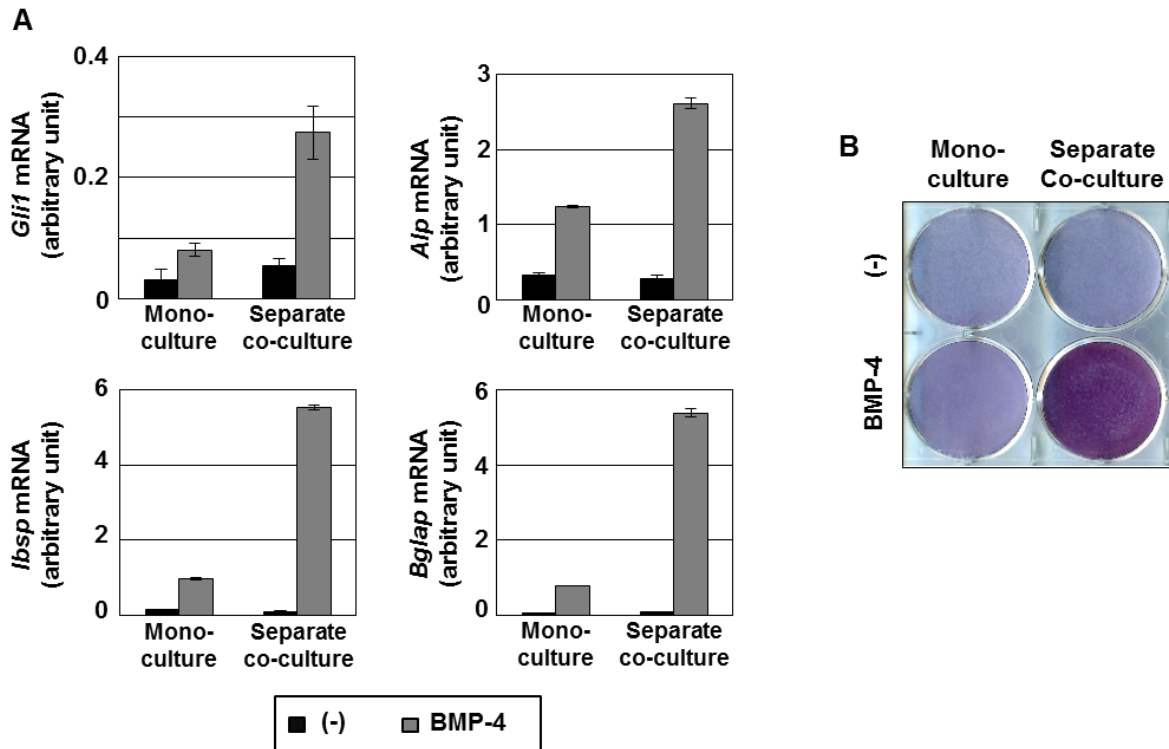 A
Gli1 mRNA
(arbitrary unit)
0.4
0.2
0
Mono-
culture
Separate
co-culture
Alp mRNA
(arbitrary unit)
3
2
1
0
Mono-
culture
Separate
co-culture
Ibsp mRNA
(arbitrary unit)
6
4
2
0
Mono-
culture
Separate
co-culture
Bglap mRNA
(arbitrary unit)
6
4
2
0
Mono-
culture
Separate
co-culture
(-)
BMP-4
B
Mono-
culture
Separate
Co-culture
(-)
BMP-4